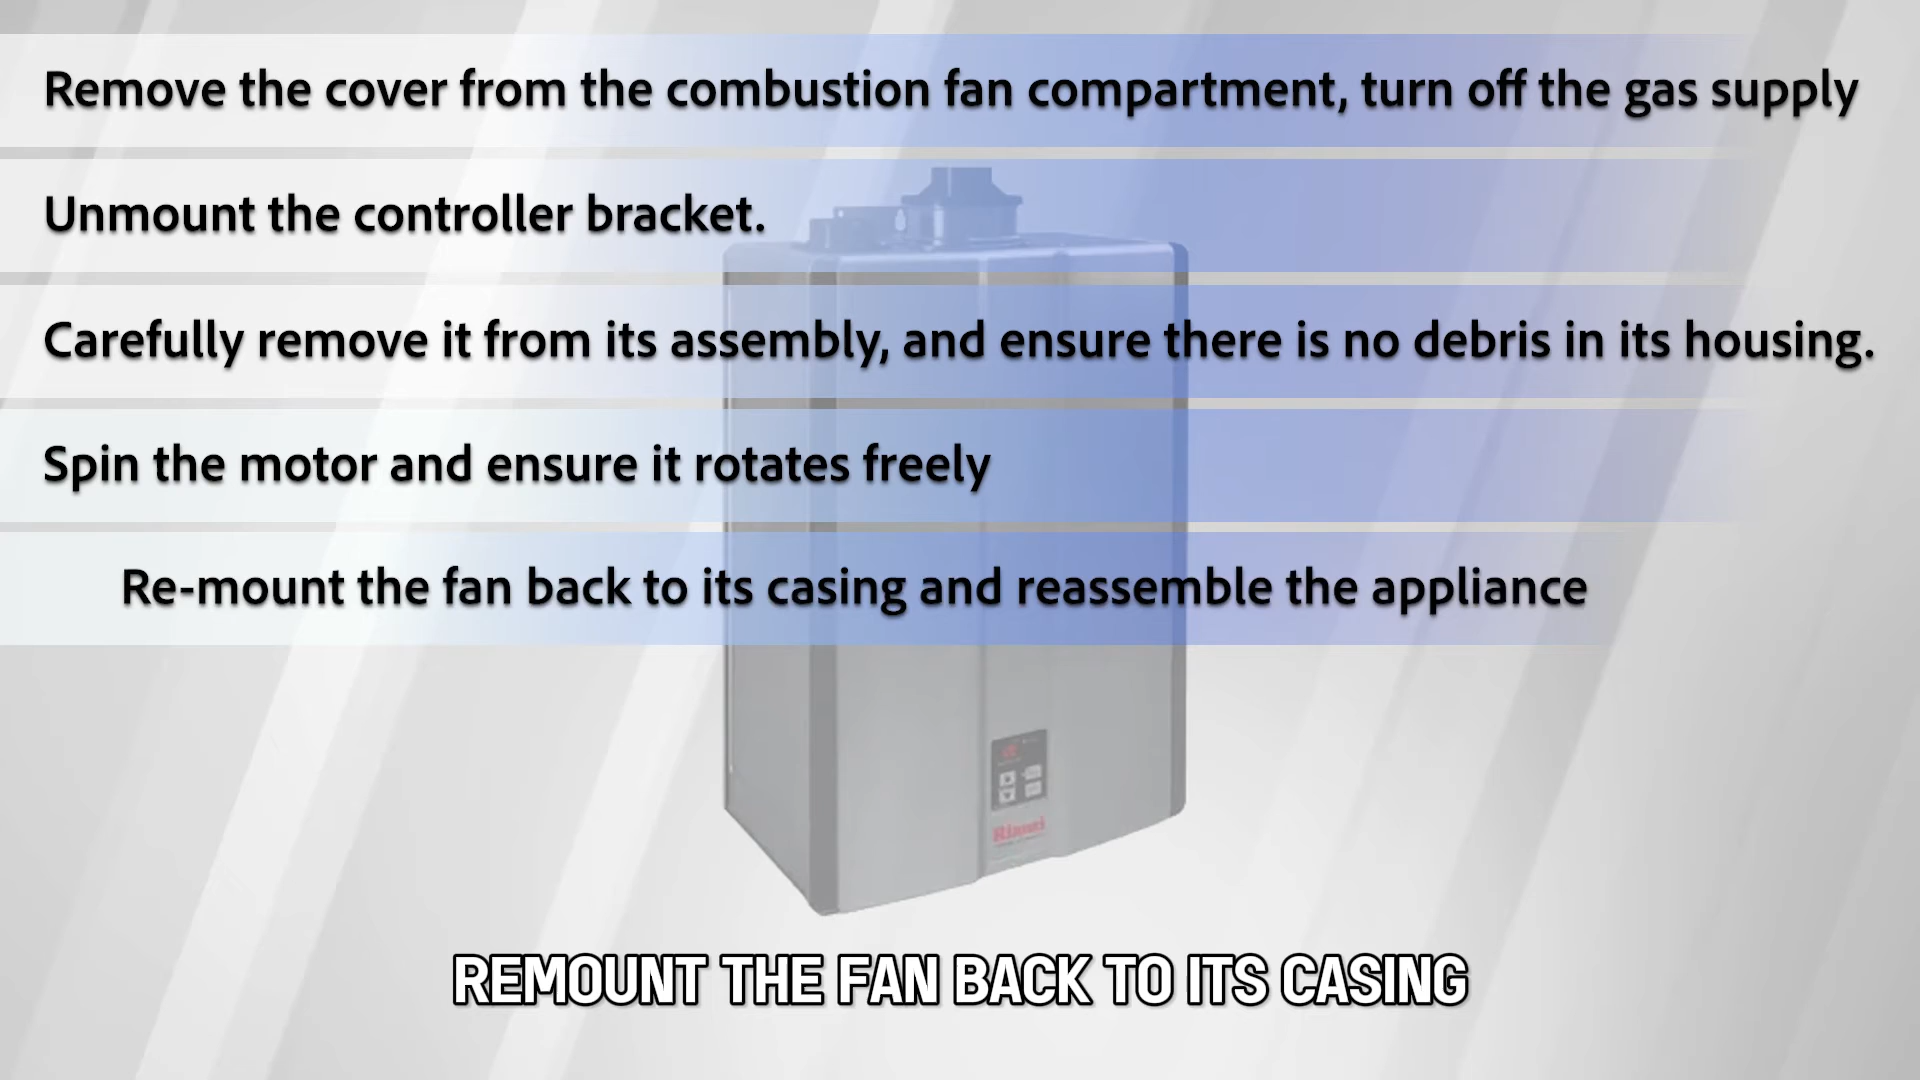 Remove the cover from the combustion fan compartment, turn off the gas supply
Unmount the controller bracket.
Carefully remove it from its assembly, and ensure there is no debris in its housing.
Spin the motor and ensure it rotates freely
Re-mount the fan back to its casing and reassemble the appliance
Rinnai
REMOUNT THE FAN BACK TO ITS CASING